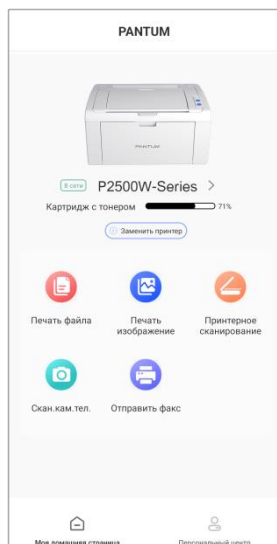 PANTUM
PANTUM
В сети P2500W-Series >
Картридж с тонером 71%
Заменить принтер
Печать файла
Печать изображение
Принтерное сканирование
Скан.кам.тел.
Отправить факс
Моя домашняя страница
Персональный центр